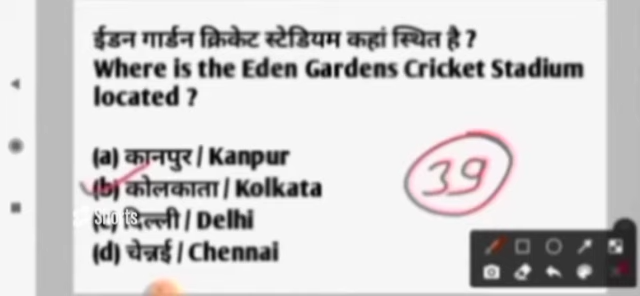 ईडन गार्डन क्रिकेट स्टेडियम कहां स्थित है ?
Where is the Eden Gardens Cricket Stadium
located ?
(a) कानपुर / Kanpur
(b) कोलकाता / Kolkata
(c) दिल्ली / Delhi
(d) चेन्नई / Chennai
39